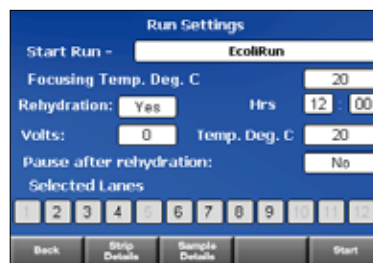 Run Settings
Start Run - EcoliRun
Focusing Temp. Deg. C 20
Rehydration: Yes Hrs 12 : 00
Volts: 0 Temp. Deg. C 20
Pause after rehydration: No
Selected Lanes
1 2 3 4 5 6 7 8 9 10 11 12
Back Strip Details Sample Details Start